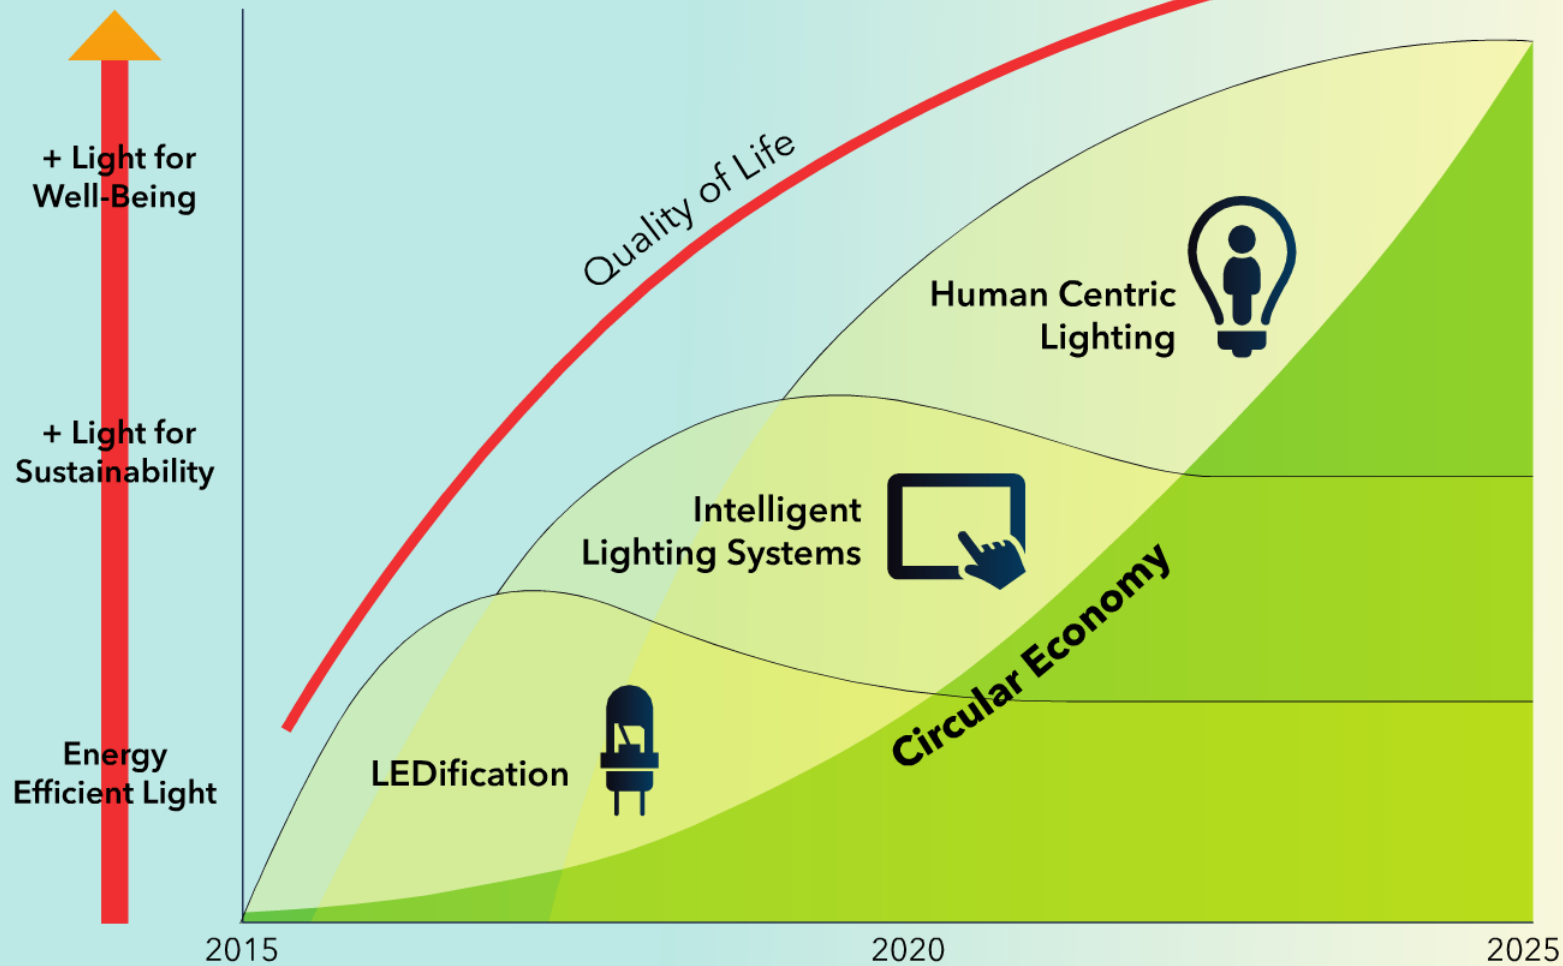 + Light for
Well-Being
+ Light for
Sustainability
Energy
Efficient Light
Quality of Life
Human Centric
Lighting
Intelligent
Lighting Systems
LEDification
Circular Economy
2015
2020
2025